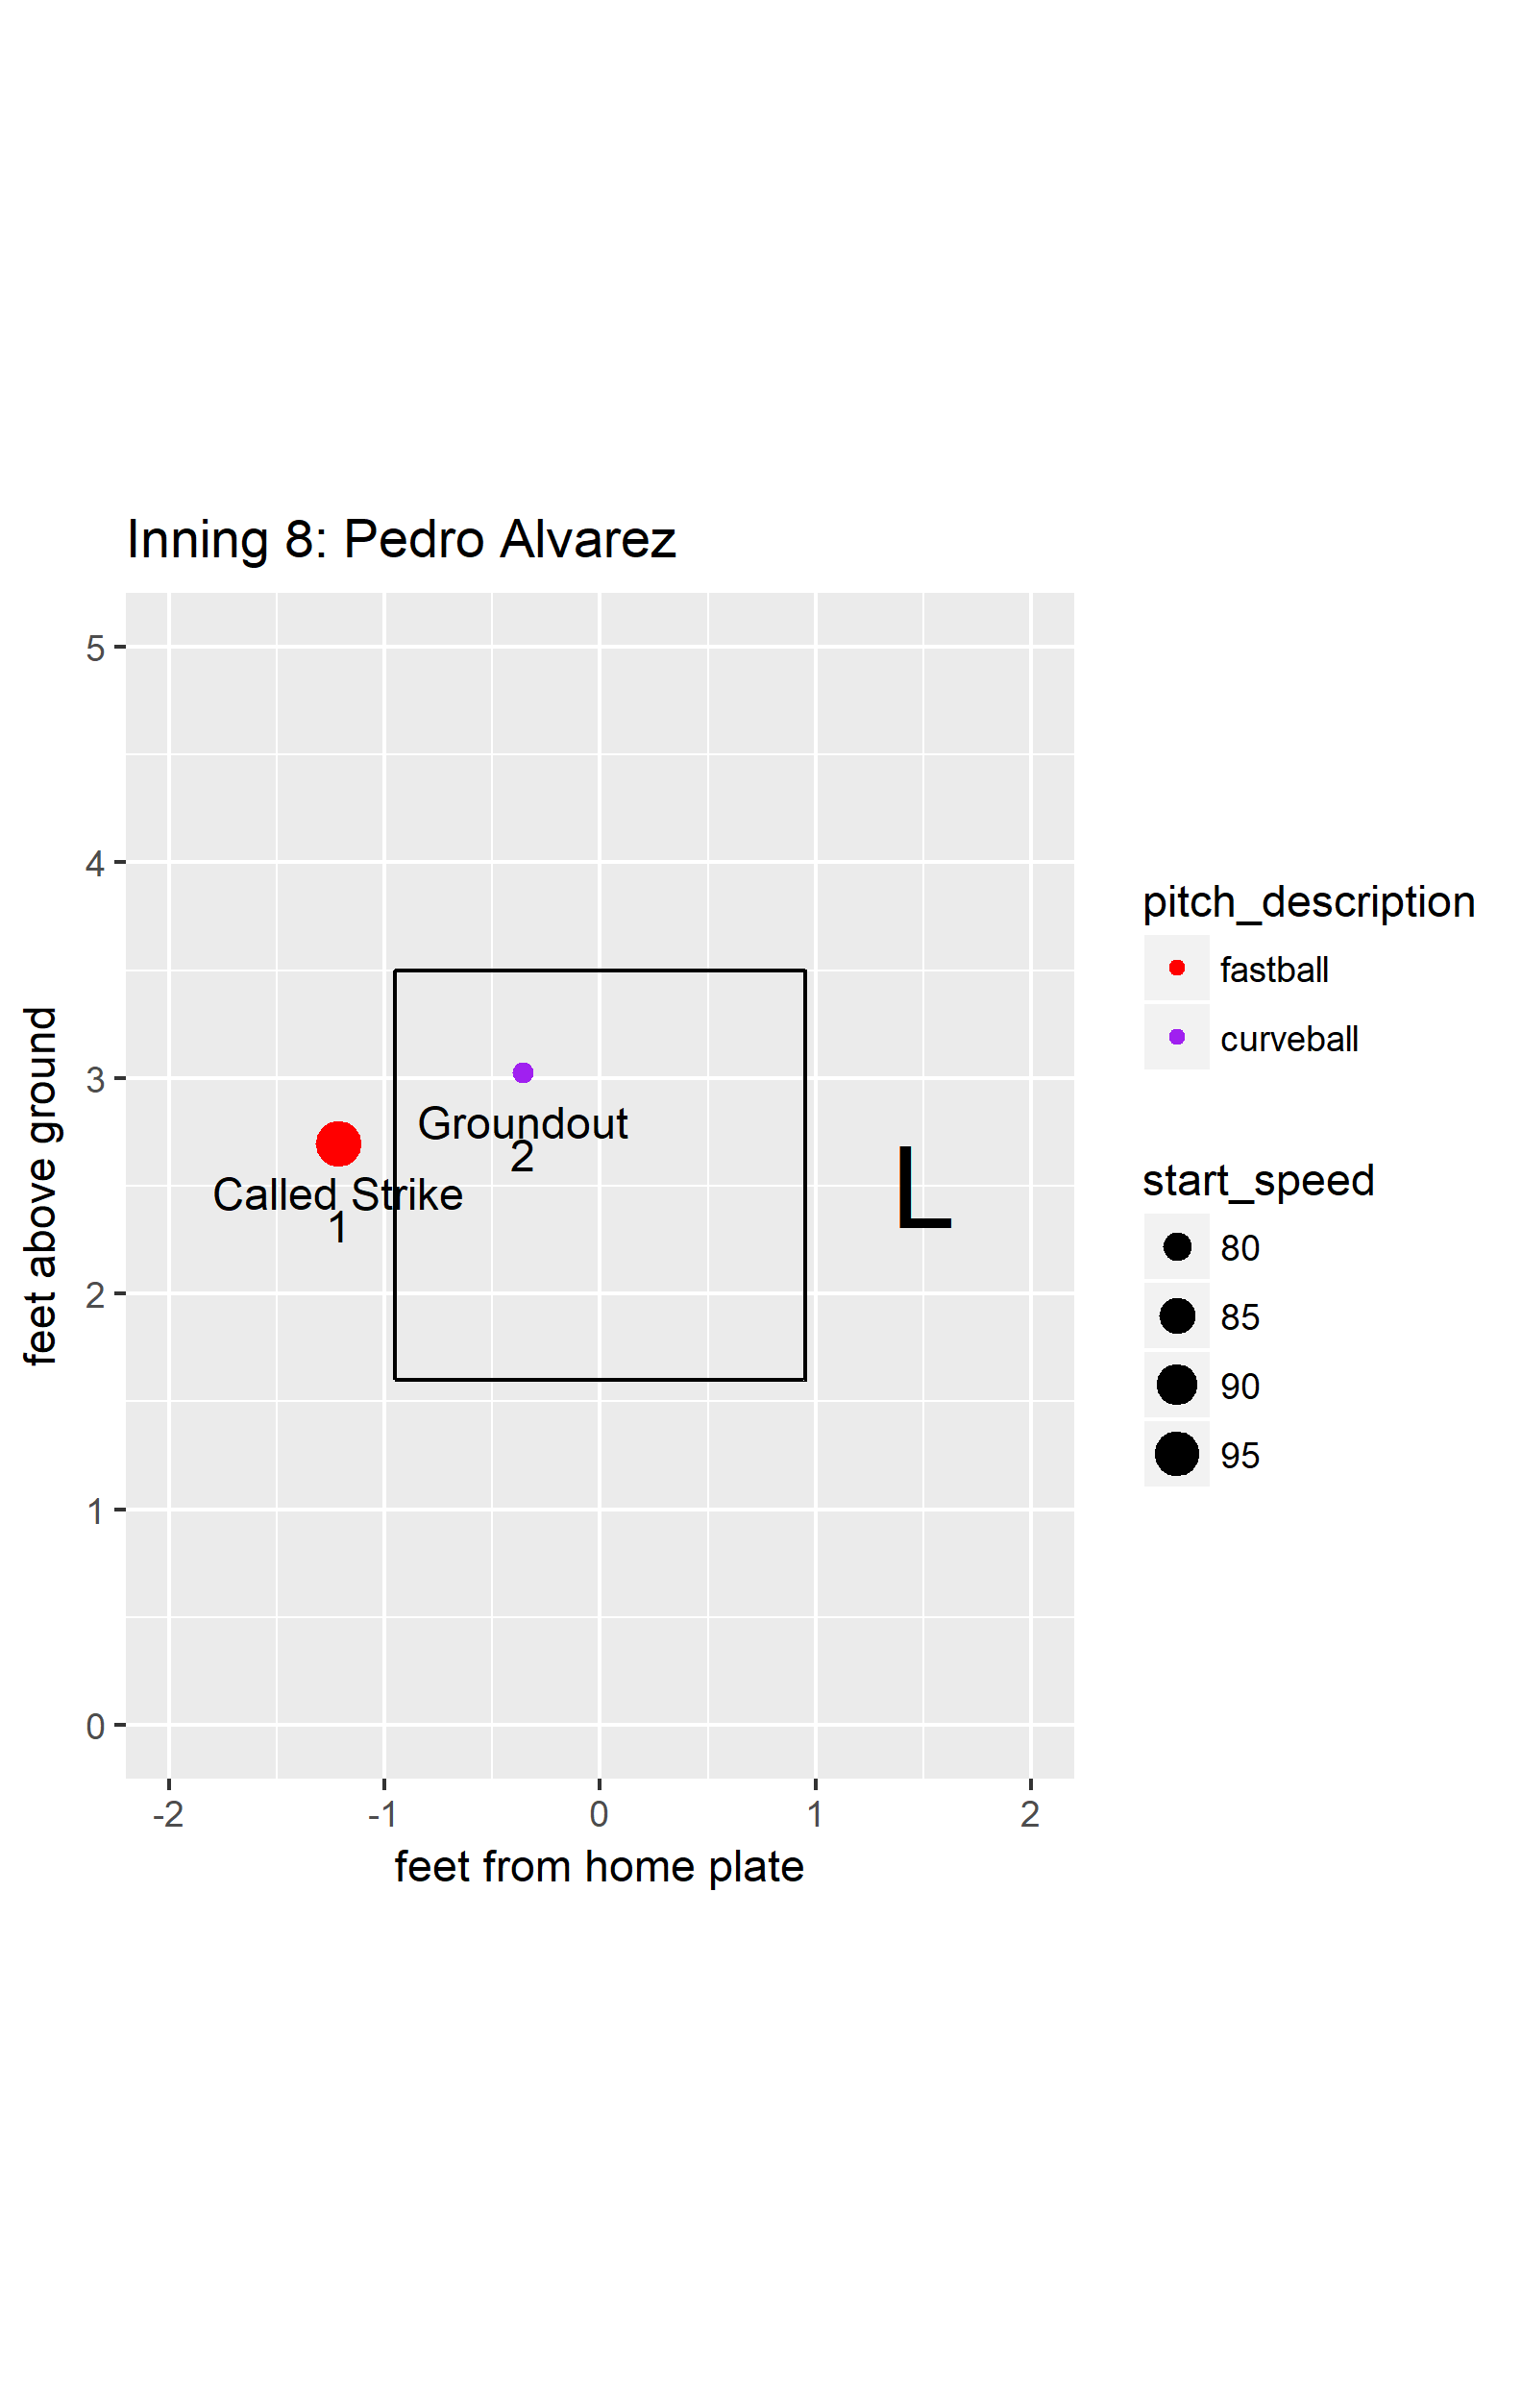 Inning 8: Pedro Alvarez
5
4
3
2
1
0
feet above ground
Groundout
2
Called Strike
1
L
-2 -1 0 1 2
feet from home plate
pitch_description
fastball
curveball
start_speed
80
85
90
95